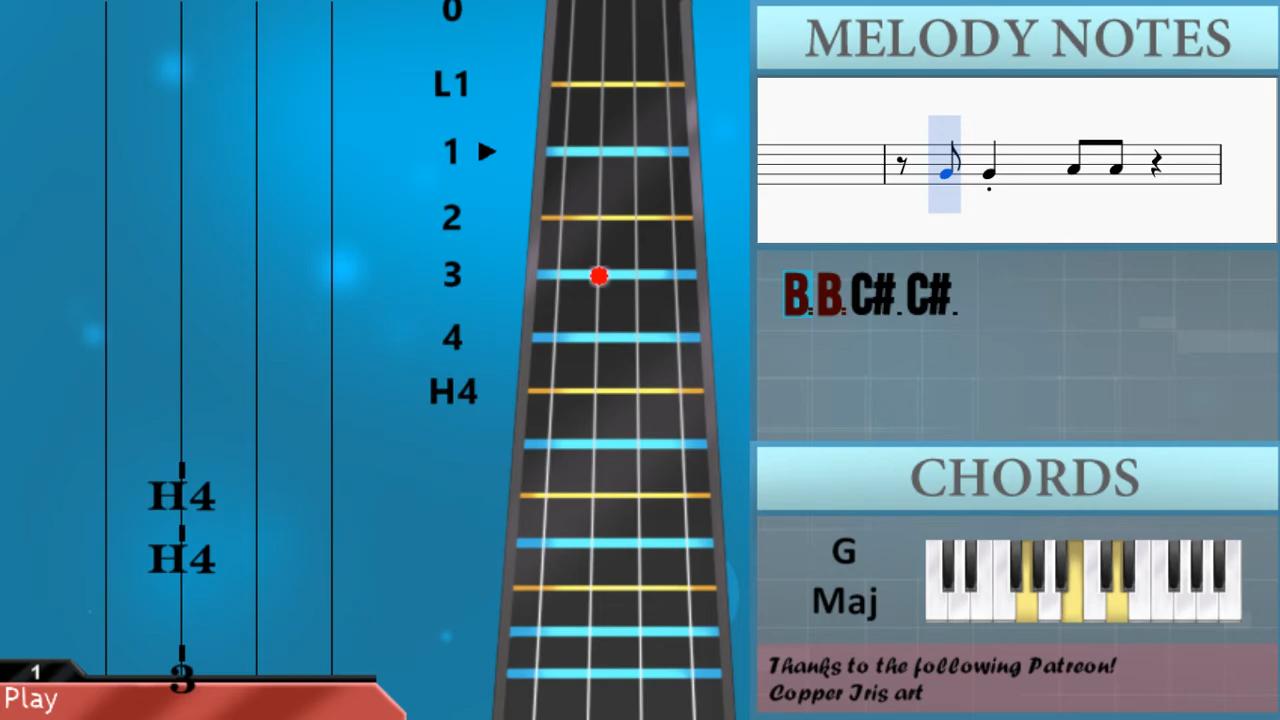 0
L1
1 ►
2
3
4
H4
H4
H4
3
1
Play
MELODY NOTES
B.B.C#.C#.
CHORDS
G
Maj
Thanks to the following Patreon!
Copper Iris art